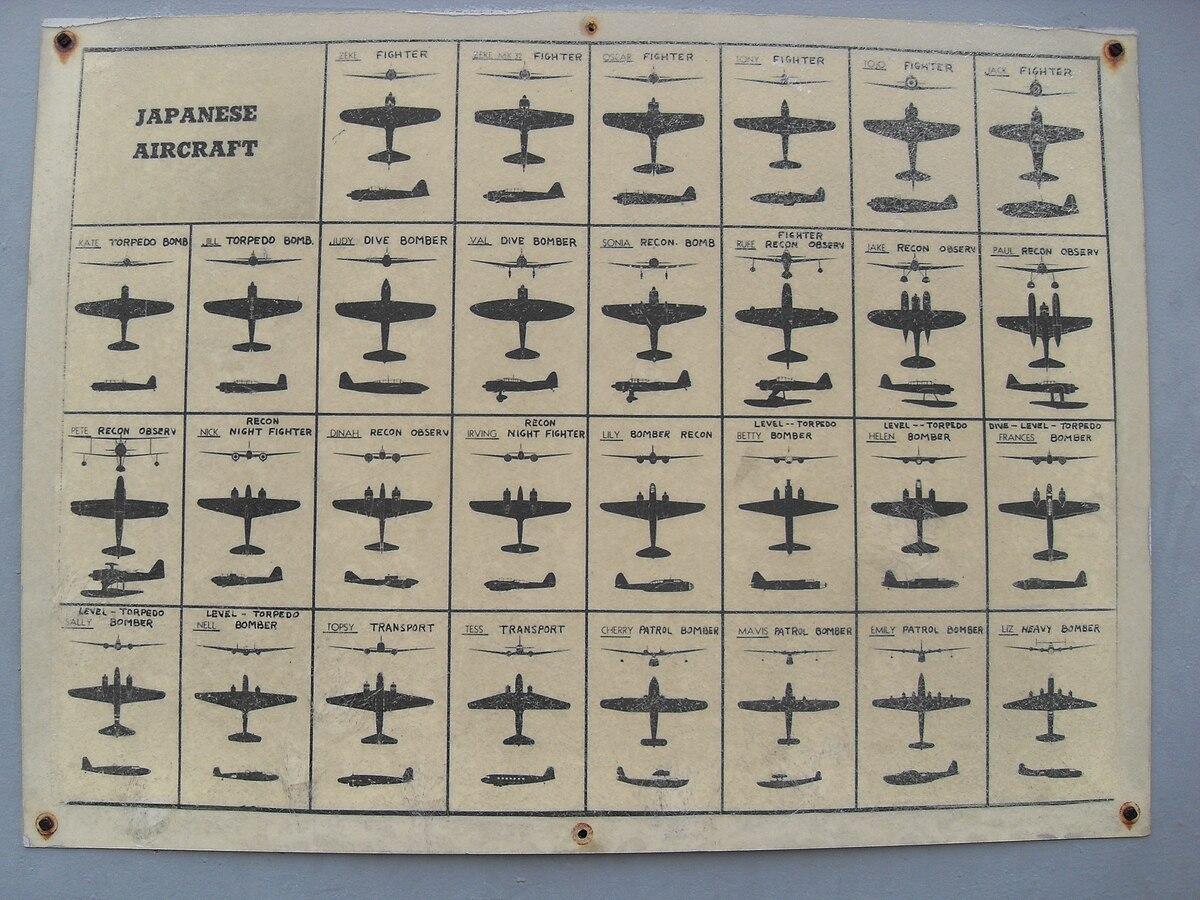 JAPANESE
AIRCRAFT
ZEKE FIGHTER
ZEKE MK 32 FIGHTER
OSCAR FIGHTER
TONY FIGHTER
TOJO FIGHTER
JACK FIGHTER
KATE TORPEDO BOMB
JILL TORPEDO BOMB.
JUDY DIVE BOMBER
VAL DIVE BOMBER
SONIA RECON. BOMB
FIGHTER
RUFE RECON OBSERV
JAKE RECON OBSERV
PAUL RECON OBSERV
PETE RECON OBSERV
RECON
NICK NIGHT FIGHTER
DINAH RECON OBSERV
RECON
IRVING NIGHT FIGHTER
LILY BOMBER RECON
LEVEL--TORPEDO
BETTY BOMBER
LEVEL--TORPEDO
HELEN BOMBER
DIVE-LEVEL-TORPEDO
FRANCES BOMBER
LEVEL-TORPEDO
SALLY BOMBER
LEVEL-TORPEDO
NELL BOMBER
TOPSY TRANSPORT
TESS TRANSPORT
CHERRY PATROL BOMBER
MAVIS PATROL BOMBER
EMILY PATROL BOMBER
LIZ HEAVY BOMBER